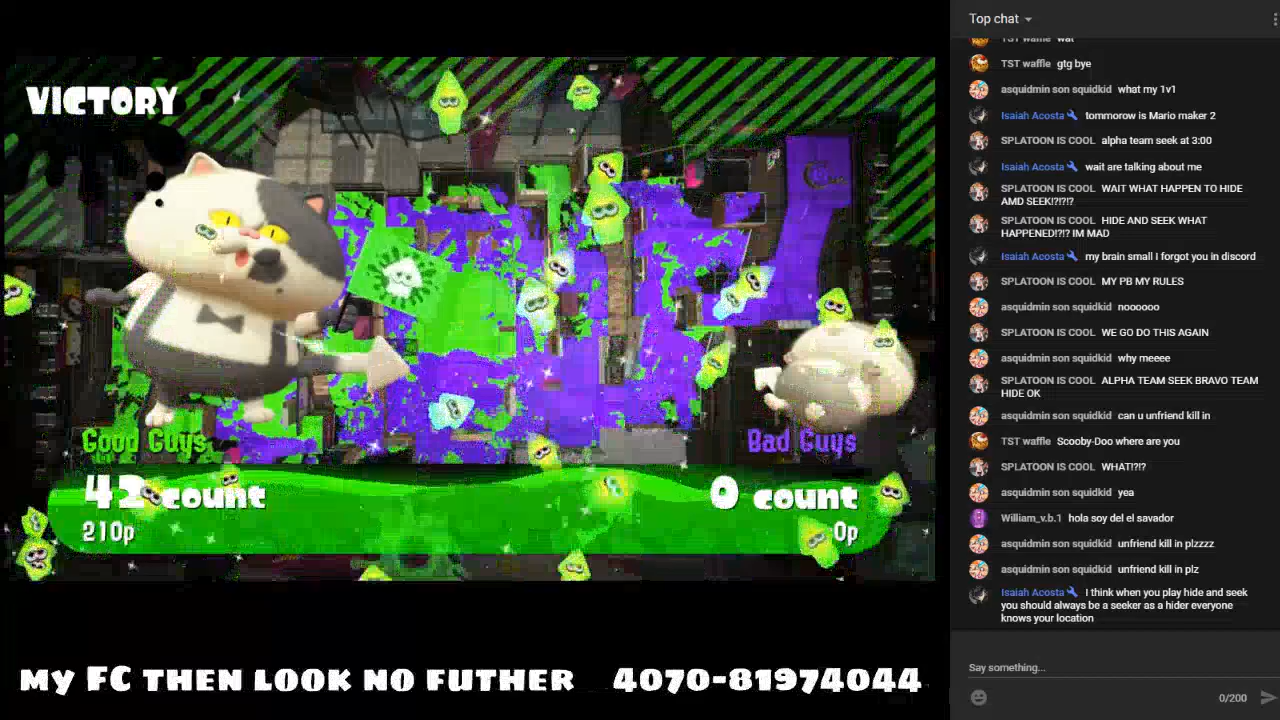 VICTORY
Good Guys
Bad Guys
42 count
0 count
210p
0p
my FC THEN LOOK NO FUTHER 4070-81974044
Top chat
TST waffle wat
TST waffle gtg bye
asquidmin son squidkid what my 1v1
Isaiah Acosta tommorow is Mario maker 2
SPLATOON IS COOL alpha team seek at 3:00
Isaiah Acosta wait are talking about me
SPLATOON IS COOL WAIT WHAT HAPPEN TO HIDE
AMD SEEK!?!?!?
SPLATOON IS COOL HIDE AND SEEK WHAT
HAPPENED!?!? IM MAD
Isaiah Acosta my brain small I forgot you in discord
SPLATOON IS COOL MY PB MY RULES
asquidmin son squidkid noooooo
SPLATOON IS COOL WE GO DO THIS AGAIN
asquidmin son squidkid why meeee
SPLATOON IS COOL ALPHA TEAM SEEK BRAVO TEAM
HIDE OK
asquidmin son squidkid can u unfriend kill in
TST waffle Scooby-Doo where are you
SPLATOON IS COOL WHAT!?!?
asquidmin son squidkid yea
William_v.b.1 hola soy del el savador
asquidmin son squidkid unfriend kill in plzzzz
asquidmin son squidkid unfriend kill in plz
Isaiah Acosta I think when you play hide and seek
you should always be a seeker as a hider everyone
knows your location
Say something...
0/200